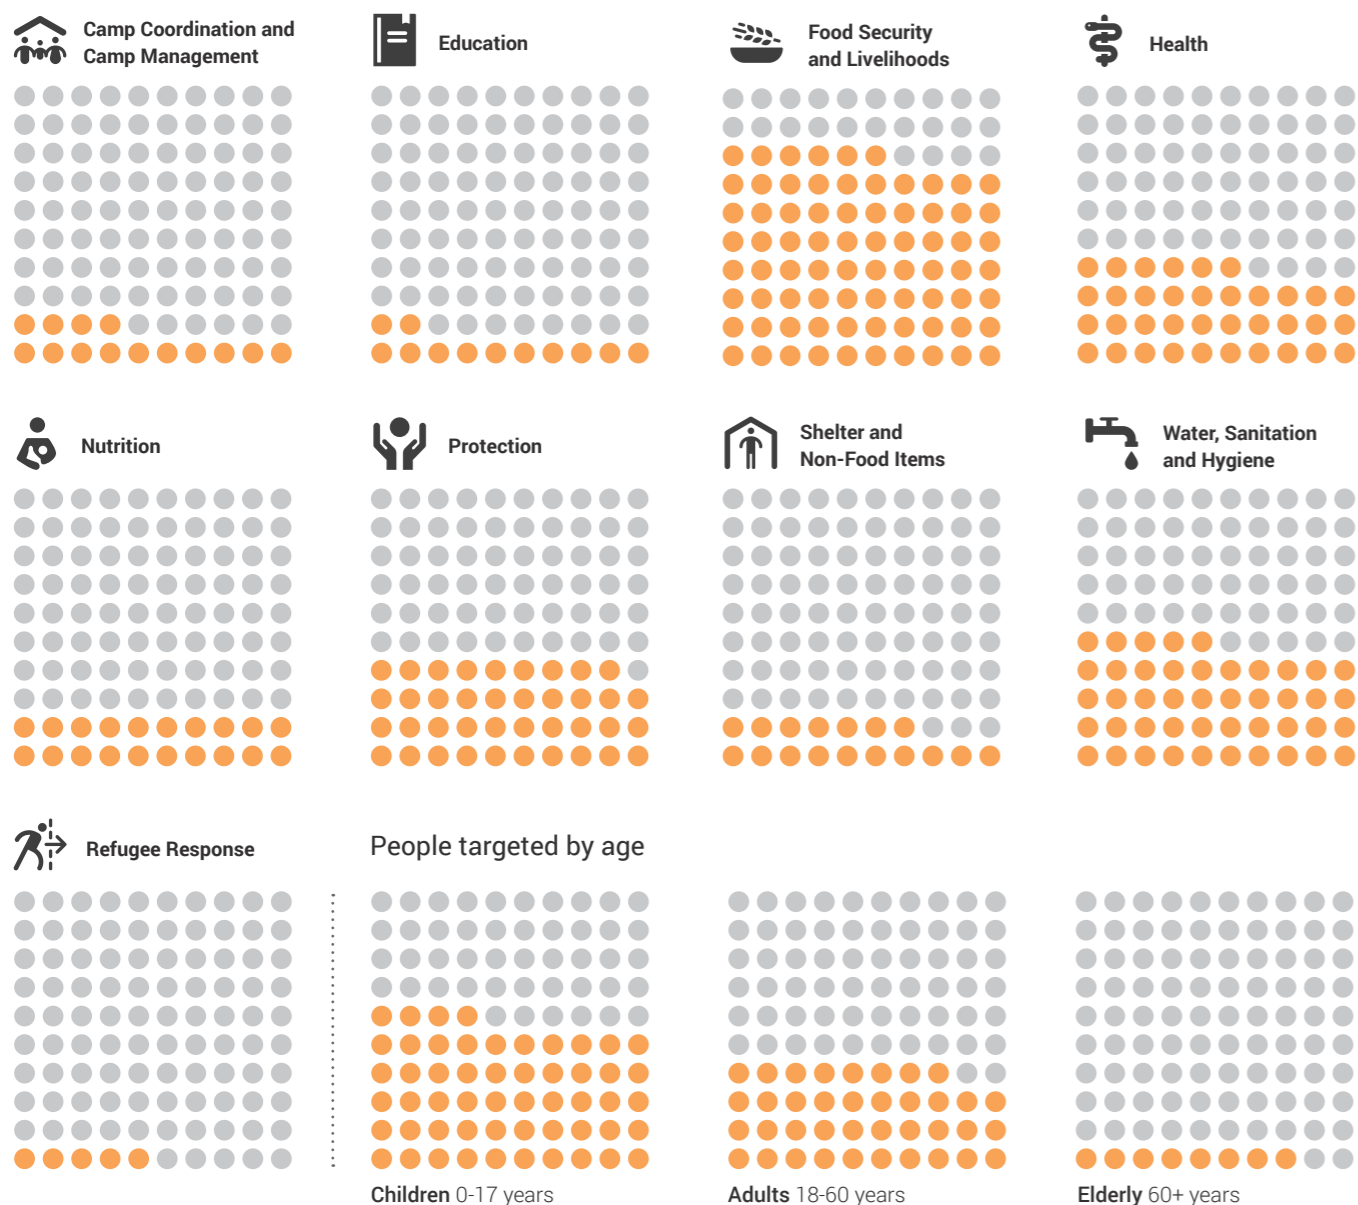 Camp Coordination and
Camp Management
Education
Food Security
and Livelihoods
Health
Nutrition
Protection
Shelter and
Non-Food Items
Water, Sanitation
and Hygiene
Refugee Response
People targeted by age
Children 0-17 years
Adults 18-60 years
Elderly 60+ years